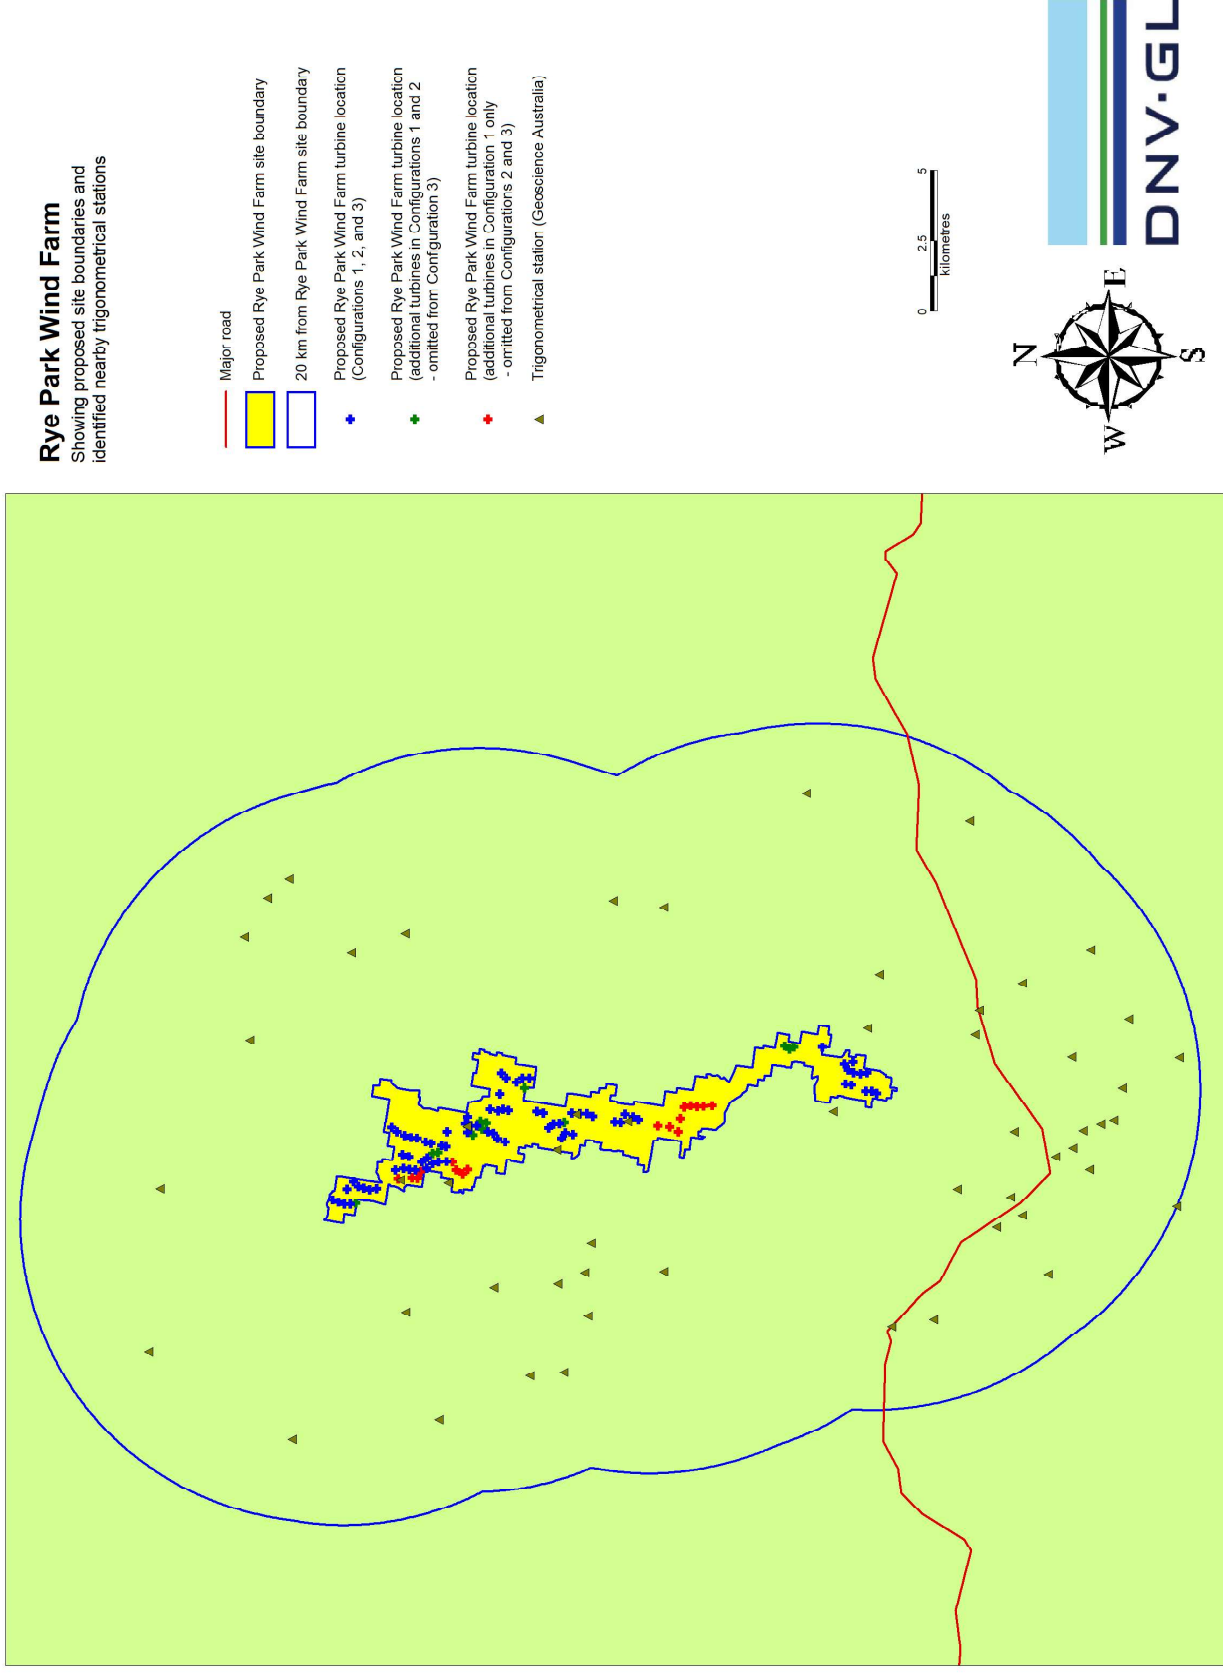 Rye Park Wind Farm
Showing proposed site boundaries and
identified nearby trigonometrical stations
Major road
Proposed Rye Park Wind Farm site boundary
20 km from Rye Park Wind Farm site boundary
Proposed Rye Park Wind Farm turbine location
(Configurations 1, 2, and 3)
Proposed Rye Park Wind Farm turbine location
(additional turbines in Configurations 1 and 2
- omitted from Configuration 3)
Proposed Rye Park Wind Farm turbine location
(additional turbines in Configuration 1 only
- omitted from Configurations 2 and 3)
Trigonometrical station (Geoscience Australia)
0 2.5 5
kilometres
N
W E
S
DNV·GL